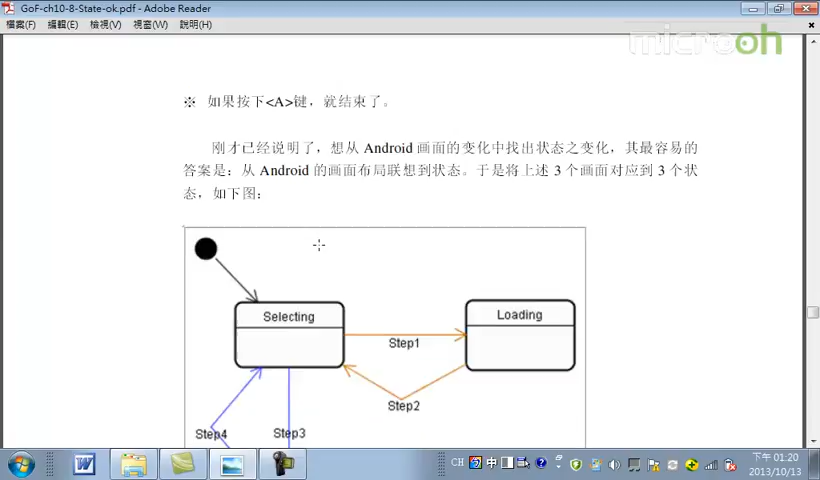 GoF-ch10-8-State-ok.pdf - Adobe Reader
檔案(F) 編輯(E) 檢視(V) 視窗(W) 說明(H)
microoh
※ 如果按下<A>键，就结束了。
刚才已经说明了，想从 Android 画面的变化中找出状态之变化，其最容易的
答案是：从 Android 的画面布局联想到状态。于是将上述 3 个画面对应到 3 个状
态，如下图：
Selecting
Loading
Step1
Step2
Step4
Step3
CH 中
下午 01:20
2013/10/13